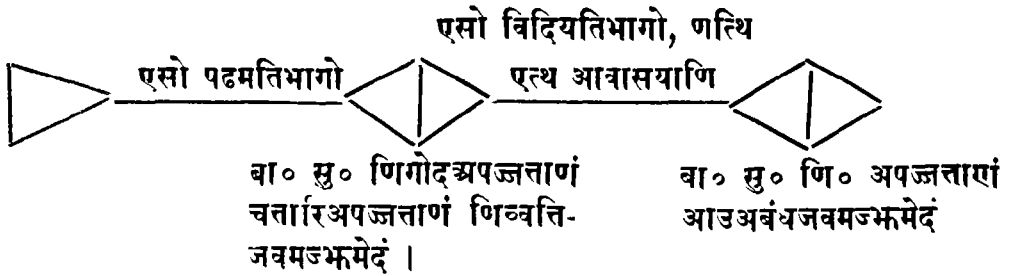 एसो विदियतिभागो, णत्थि
एसो पढमतिभागो
एत्थ आवासयाणि
बा० सु० णिगोदअपज्जत्ताणं
चत्तारिअपज्जत्ताणं णिव्वत्ति-
जवमज्झमेदं ।
बा० सु० णि० अपज्जत्ताणं
आउअबंधजवमज्झमेदं